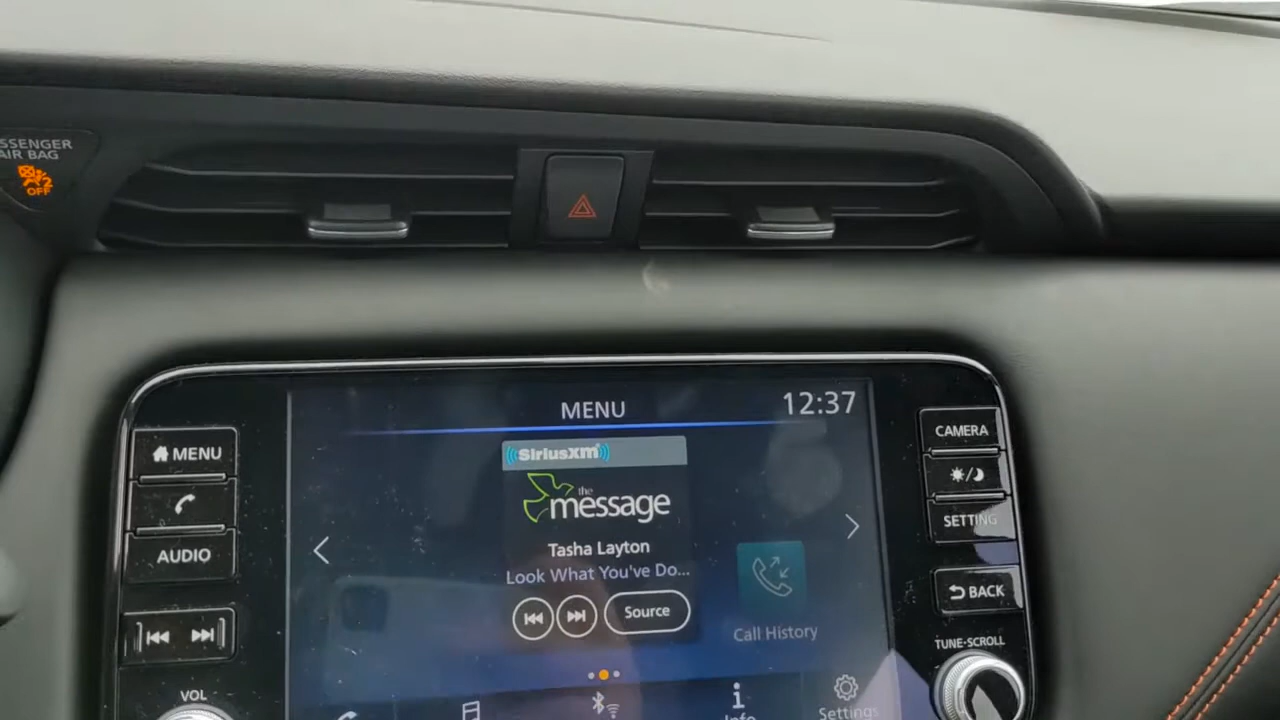 SSENGER
AIR BAG
2
OFF
MENU
12:37
SiriusXM
the
message
Tasha Layton
Look What You've Do...
Source
Call History
Info
Settings
MENU
AUDIO
VOL
CAMERA
SETTING
BACK
TUNE·SCROLL